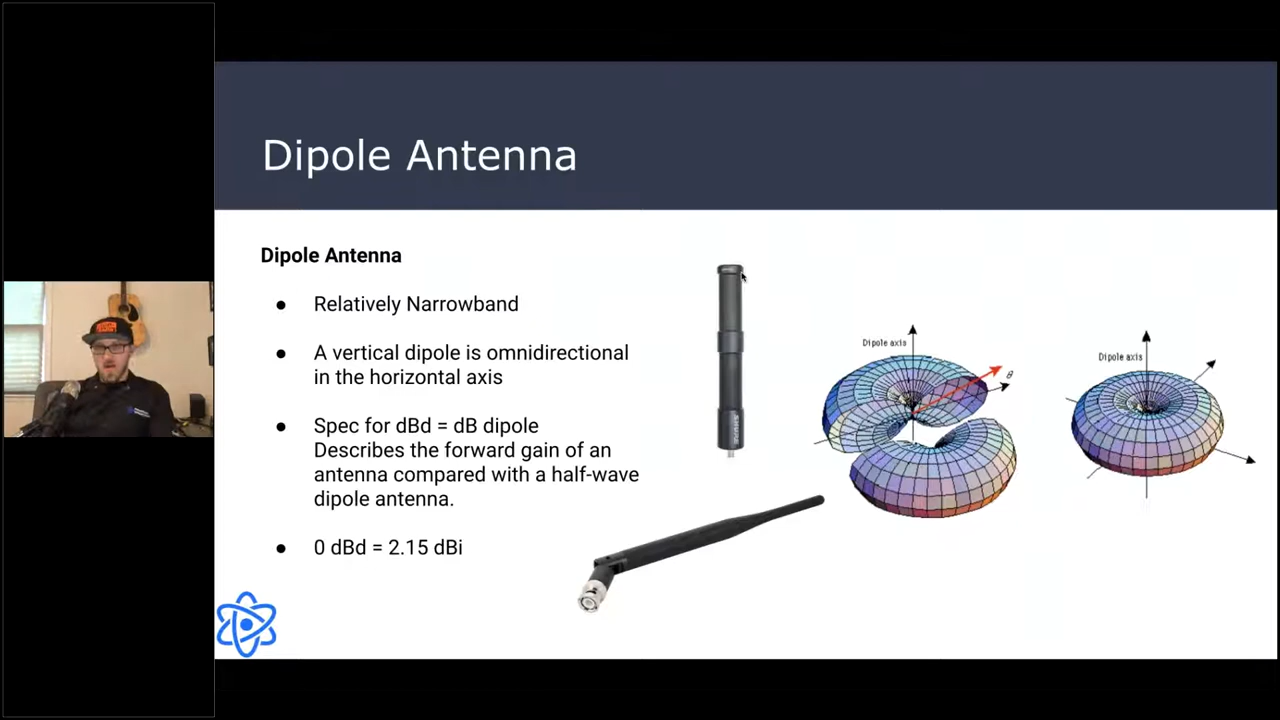 Dipole Antenna
Dipole Antenna
● Relatively Narrowband
● A vertical dipole is omnidirectional
in the horizontal axis
● Spec for dBd = dB dipole
Describes the forward gain of an
antenna compared with a half-wave
dipole antenna.
● 0 dBd = 2.15 dBi
SHURE
Dipole axis
θ
Dipole axis